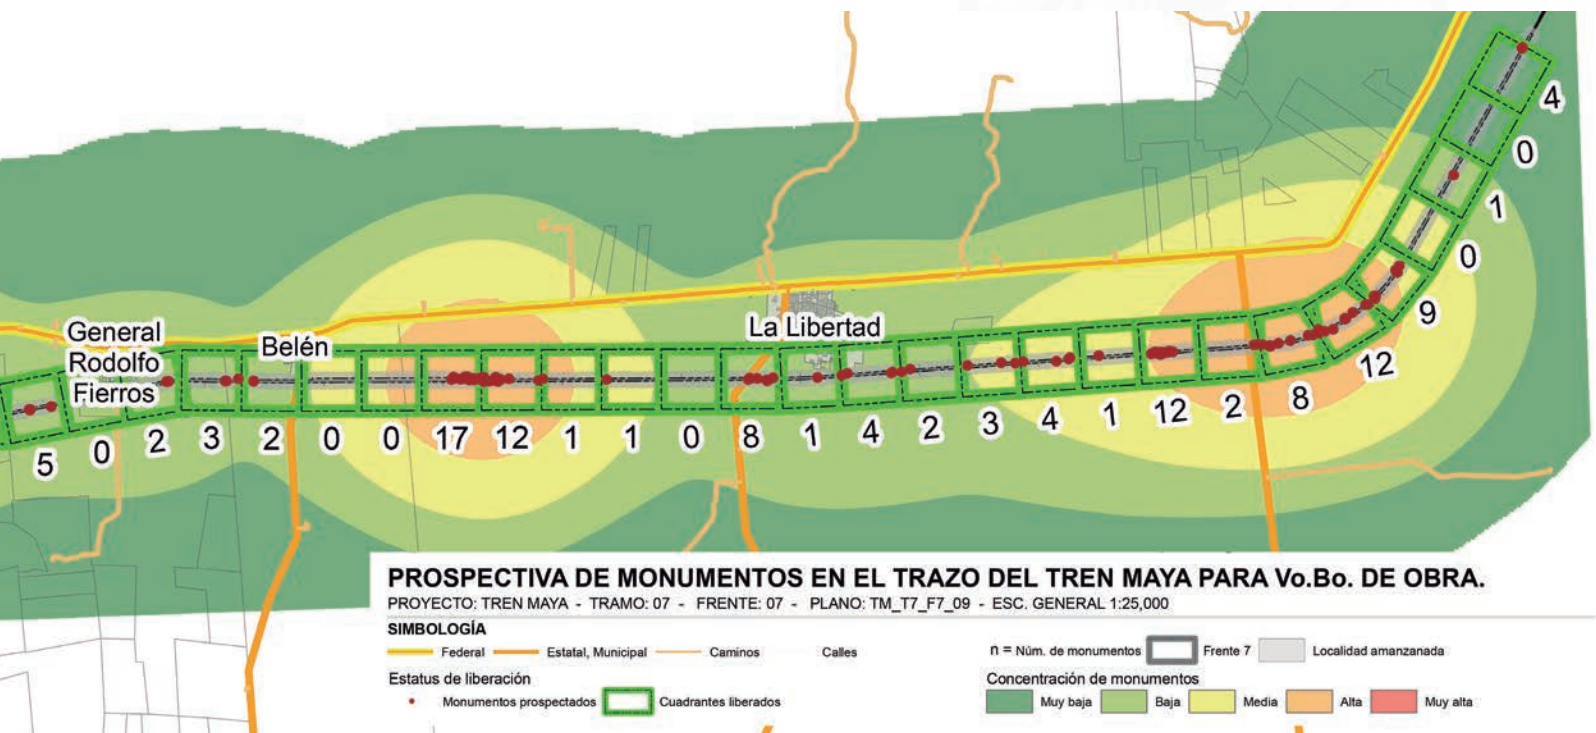 4
0
1
0
9
12
General
Rodolfo
Fierros
Belén
La Libertad
5 0 2 3 2 0 0 17 12 1 1 0 8 1 4 2 3 4 1 12 2 8
PROSPECTIVA DE MONUMENTOS EN EL TRAZO DEL TREN MAYA PARA Vo.Bo. DE OBRA.
PROYECTO: TREN MAYA - TRAMO: 07 - FRENTE: 07 - PLANO: TM_T7_F7_09 - ESC. GENERAL 1:25,000
SIMBOLOGÍA
Federal Estatal, Municipal Caminos Calles
n = Núm. de monumentos Frente 7 Localidad amanzanada
Estatus de liberación
Monumentos prospectados Cuadrantes liberados
Concentración de monumentos
Muy baja Baja Media Alta Muy alta